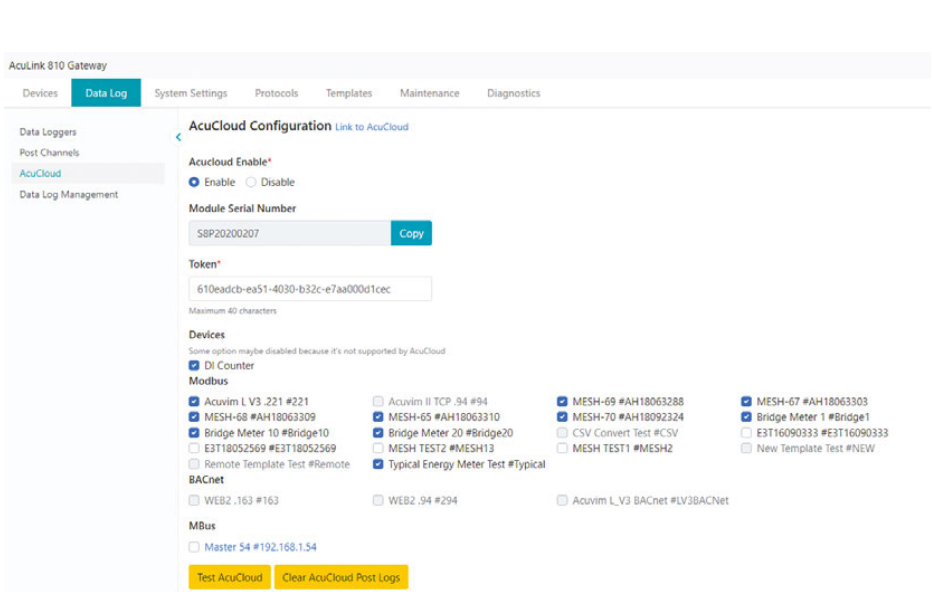 AcuLink 810 Gateway
Devices Data Log System Settings Protocols Templates Maintenance Diagnostics
Data Loggers
Post Channels
AcuCloud
Data Log Management
AcuCloud Configuration Link to AcuCloud
Acucloud Enable*
Enable Disable
Module Serial Number
S8P20200207 Copy
Token*
610eadcb-ea51-4030-b32c-e7aa000d1cec
Maximum 40 characters
Devices
Some option maybe disabled because it's not supported by AcuCloud
DI Counter
Modbus
Acuvim L V3 .221 #221 Acuvim II TCP .94 #94 MESH-69 #AH18063288 MESH-67 #AH18063303
MESH-68 #AH18063309 MESH-65 #AH18063310 MESH-70 #AH18092324 Bridge Meter 1 #Bridge1
Bridge Meter 10 #Bridge10 Bridge Meter 20 #Bridge20 CSV Convert Test #CSV E3T16090333 #E3T16090333
E3T18052569 #E3T18052569 MESH TEST2 #MESH13 MESH TEST1 #MESH2 New Template Test #NEW
Remote Template Test #Remote Typical Energy Meter Test #Typical
BACnet
WEB2 .163 #163 WEB2 .94 #294 Acuvim L_V3 BACnet #LV3BACNet
MBus
Master 54 #192.168.1.54
Test AcuCloud Clear AcuCloud Post Logs